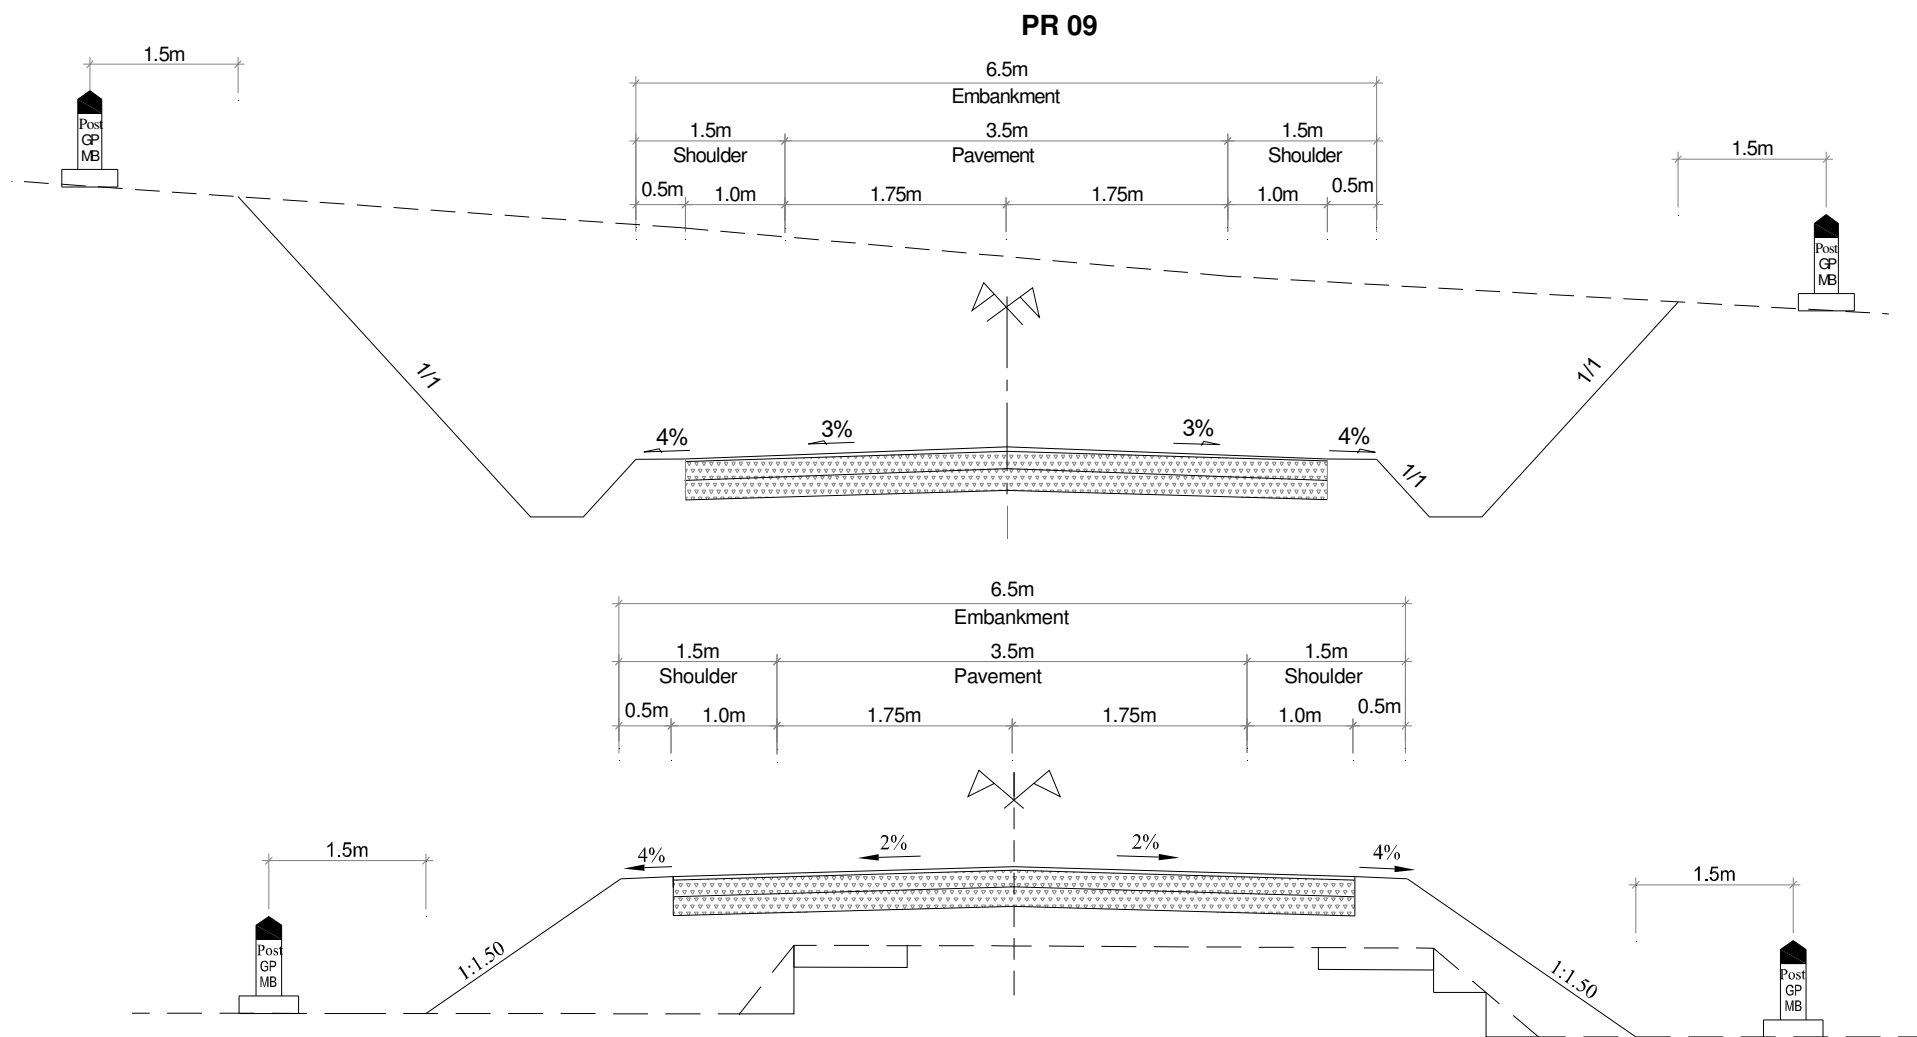 PR 09
1.5m
6.5m
Embankment
1.5m 3.5m 1.5m
Shoulder Pavement Shoulder
0.5m 1.0m 1.75m 1.75m 1.0m 0.5m
1.5m
Post
GP
MB
Post
GP
MB
1/1
1/1
4% 3% 3% 4%
1/1
6.5m
Embankment
1.5m 3.5m 1.5m
Shoulder Pavement Shoulder
0.5m 1.0m 1.75m 1.75m 1.0m 0.5m
1.5m
4% 2% 2% 4%
1.5m
Post
GP
MB
1:1.50
1:1.50
Post
GP
MB